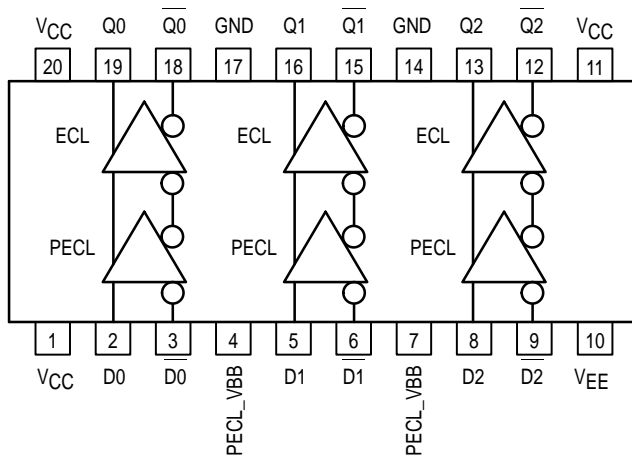 VCC Q0 Q0 GND Q1 Q1 GND Q2 Q2 VCC
20 19 18 17 16 15 14 13 12 11
ECL ECL ECL
PECL PECL PECL
1 2 3 4 5 6 7 8 9 10
VCC D0 D0 PECL_VBB D1 D1 PECL_VBB D2 D2 VEE